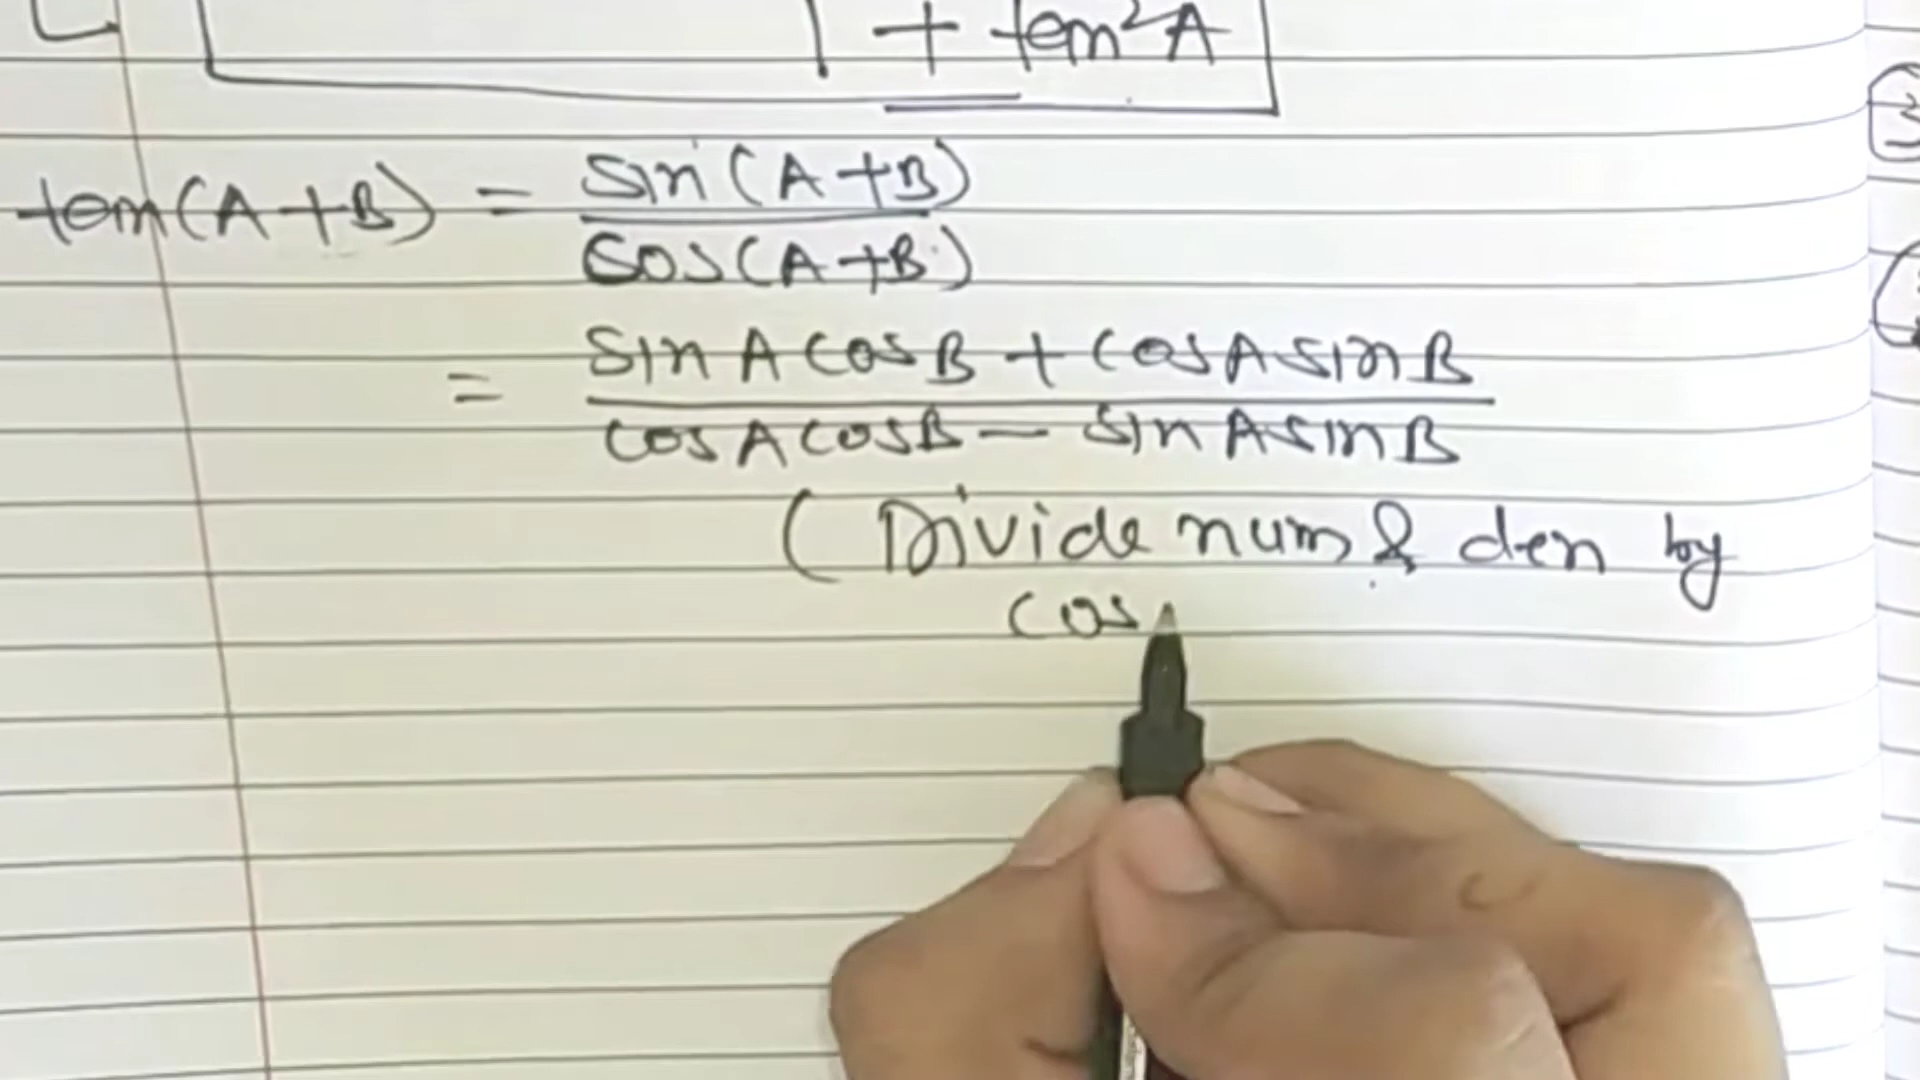 + tan²A
tan(A+B) = sin(A+B)
cos(A+B)
= sinA cosB + cosA sinB
cosA cosB - sinA sinB
(Divide num & den by
cos